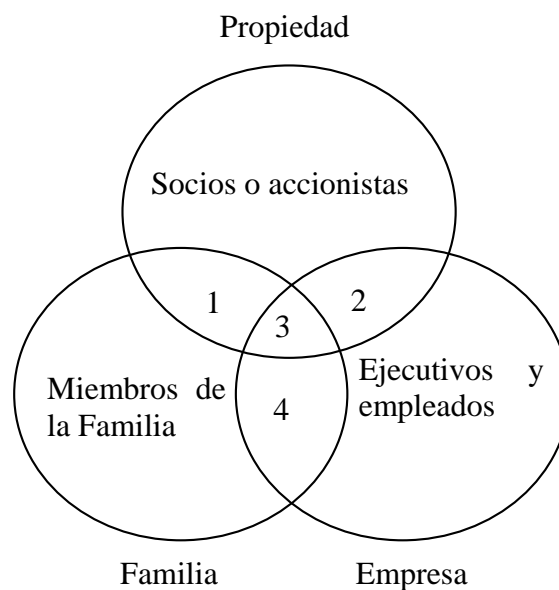 Propiedad
Socios o accionistas
1
2
3
Miembros de
la Familia
Ejecutivos y
empleados
4
Familia
Empresa